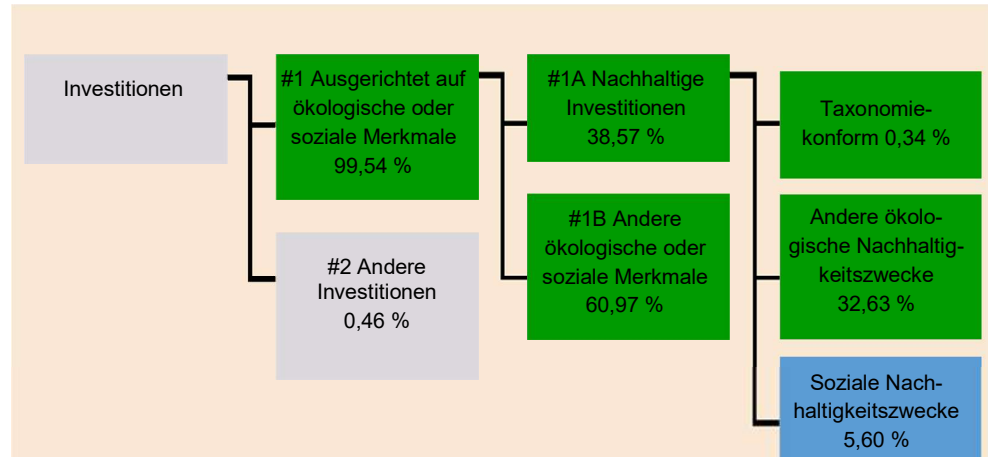 Investitionen
#1 Ausgerichtet auf
ökologische oder
soziale Merkmale
99,54 %
#2 Andere
Investitionen
0,46 %
#1A Nachhaltige
Investitionen
38,57 %
#1B Andere
ökologische oder
soziale Merkmale
60,97 %
Taxonomie-
konform 0,34 %
Andere ökolo-
gische Nachhaltig-
keitszwecke
32,63 %
Soziale Nach-
haltigkeitszwecke
5,60 %